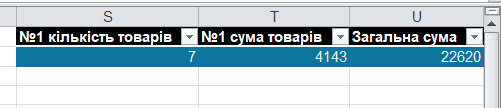 S T U
№1 кількість товарів №1 сума товарів Загальна сума
7 4143 22620